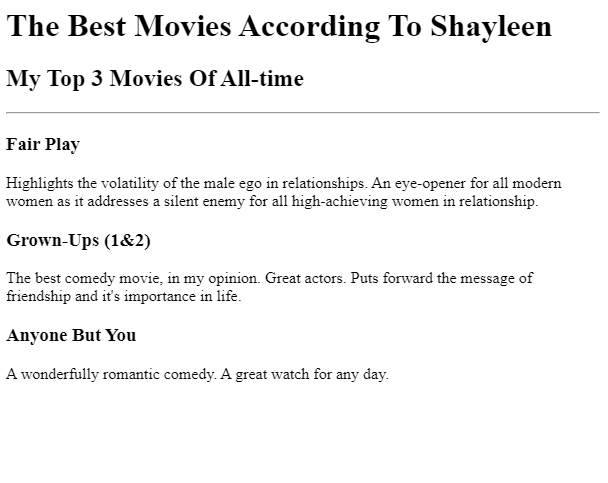 The Best Movies According To Shayleen
My Top 3 Movies Of All-time
Fair Play
Highlights the volatility of the male ego in relationships. An eye-opener for all modern
women as it addresses a silent enemy for all high-achieving women in relationship.
Grown-Ups (1&2)
The best comedy movie, in my opinion. Great actors. Puts forward the message of
friendship and it's importance in life.
Anyone But You
A wonderfully romantic comedy. A great watch for any day.